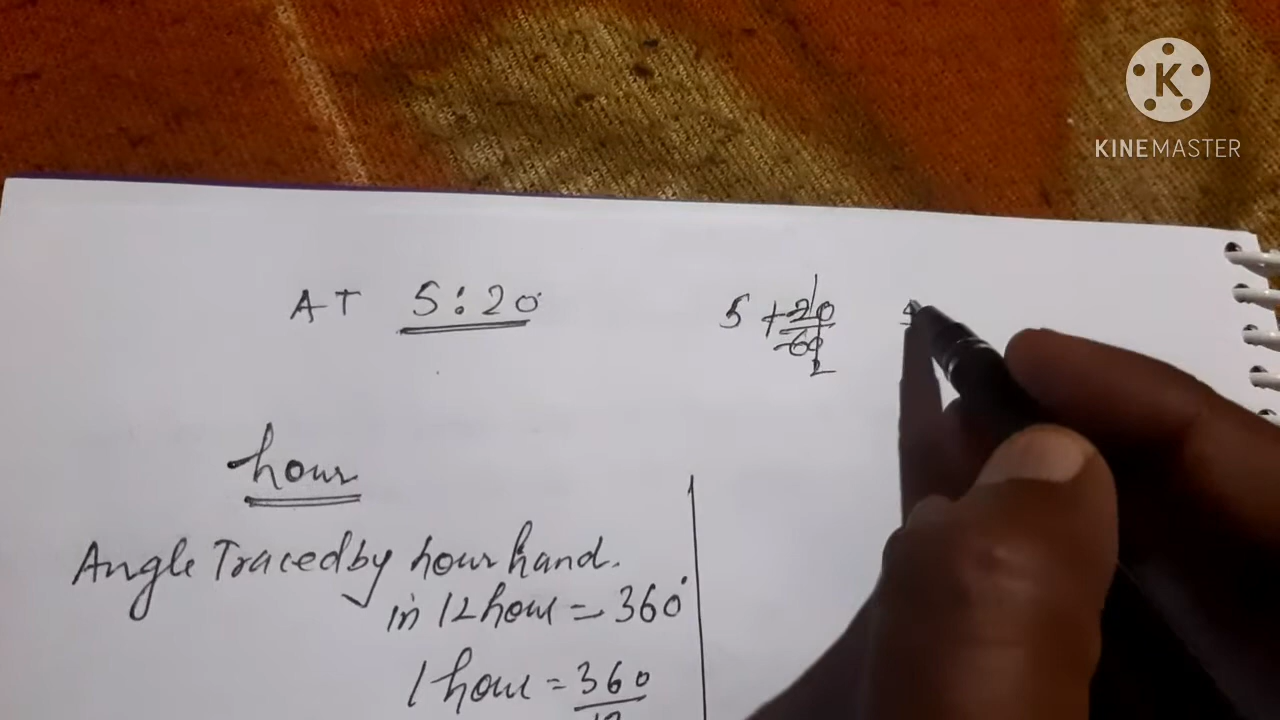 K
KINEMASTER
AT 5:20
5 + 20/60
hour
Angle Traced by hour hand.
in 12 hour = 360°
1 hour = 360